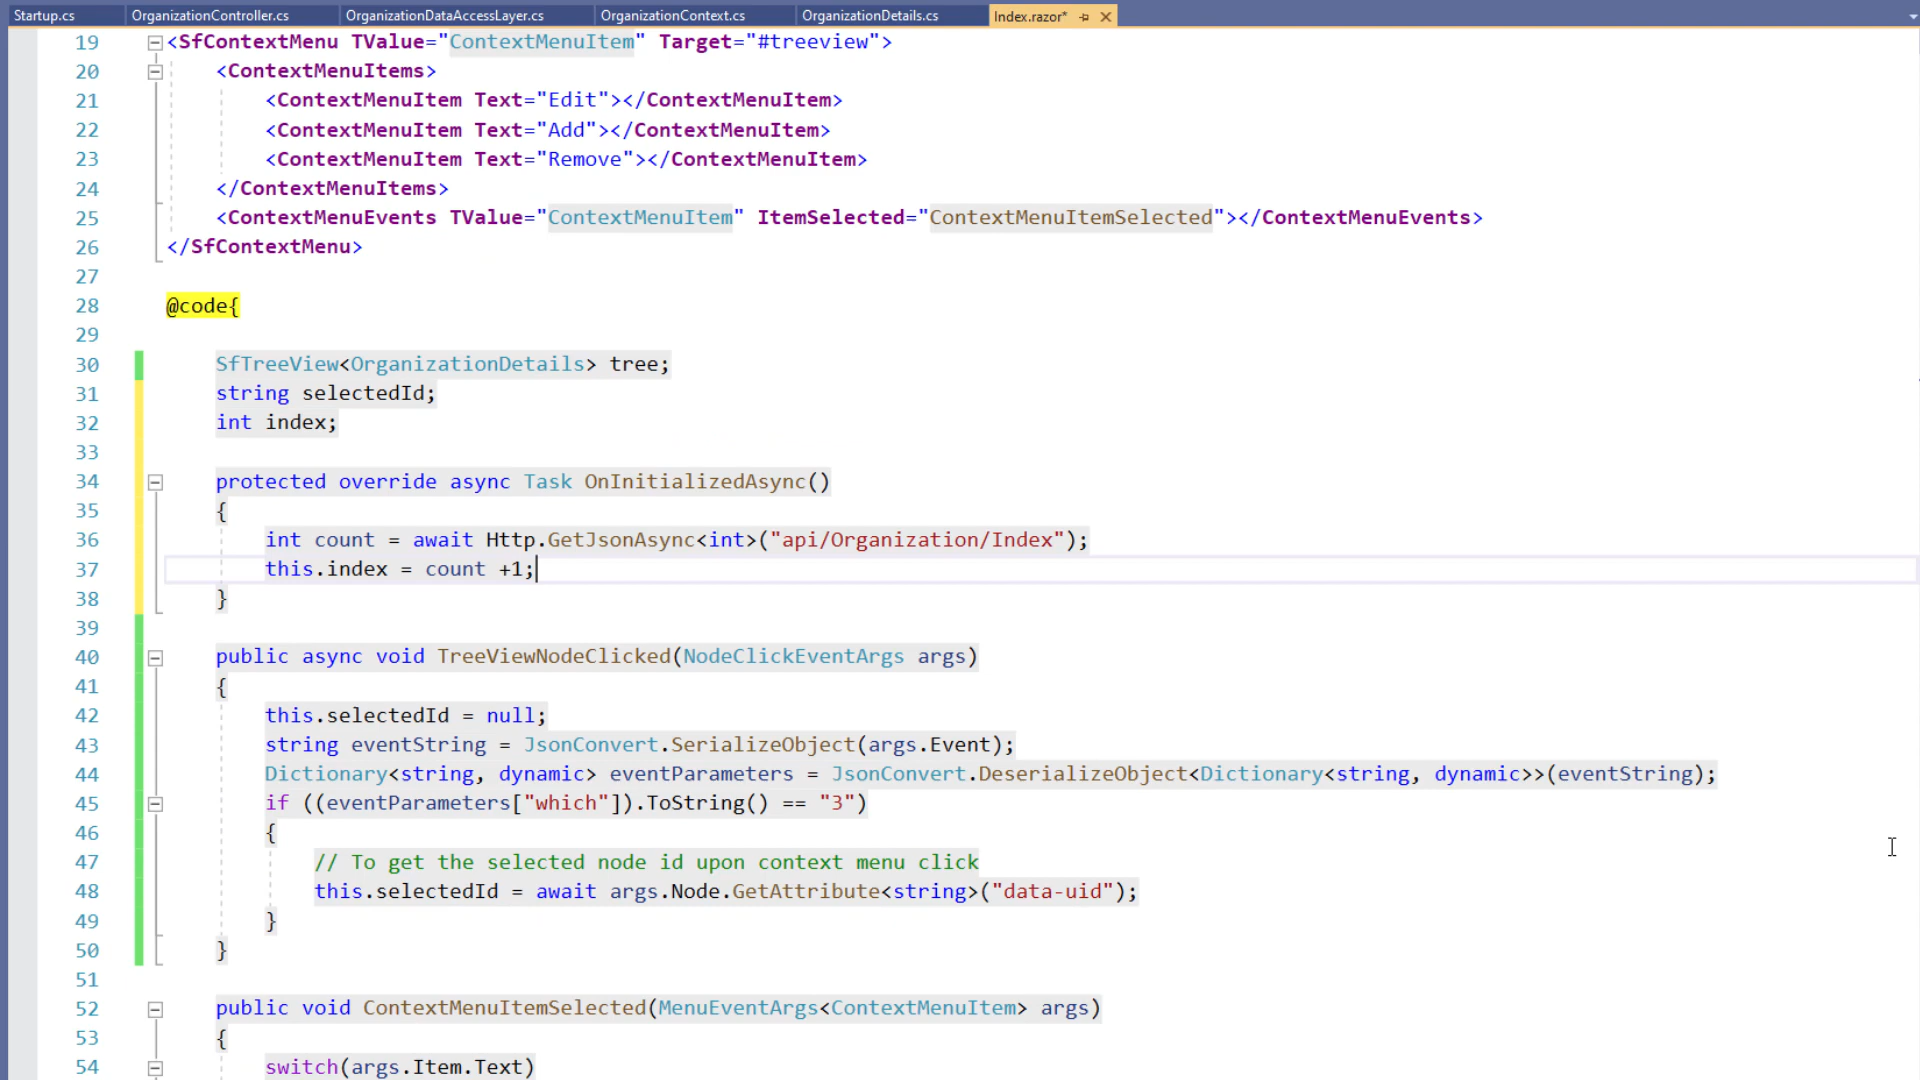 Startup.cs OrganizationController.cs OrganizationDataAccessLayer.cs OrganizationContext.cs OrganizationDetails.cs Index.razor*
19 <SfContextMenu TValue="ContextMenuItem" Target="#treeview">
20 <ContextMenuItems>
21 <ContextMenuItem Text="Edit"></ContextMenuItem>
22 <ContextMenuItem Text="Add"></ContextMenuItem>
23 <ContextMenuItem Text="Remove"></ContextMenuItem>
24 </ContextMenuItems>
25 <ContextMenuEvents TValue="ContextMenuItem" ItemSelected="ContextMenuItemSelected"></ContextMenuEvents>
26 </SfContextMenu>
27
28 @code{
29
30 SfTreeView<OrganizationDetails> tree;
31 string selectedId;
32 int index;
33
34 protected override async Task OnInitializedAsync()
35 {
36 int count = await Http.GetJsonAsync<int>("api/Organization/Index");
37 this.index = count +1;
38 }
39
40 public async void TreeViewNodeClicked(NodeClickEventArgs args)
41 {
42 this.selectedId = null;
43 string eventString = JsonConvert.SerializeObject(args.Event);
44 Dictionary<string, dynamic> eventParameters = JsonConvert.DeserializeObject<Dictionary<string, dynamic>>(eventString);
45 if ((eventParameters["which"]).ToString() == "3")
46 {
47 // To get the selected node id upon context menu click
48 this.selectedId = await args.Node.GetAttribute<string>("data-uid");
49 }
50 }
51
52 public void ContextMenuItemSelected(MenuEventArgs<ContextMenuItem> args)
53 {
54 switch(args.Item.Text)